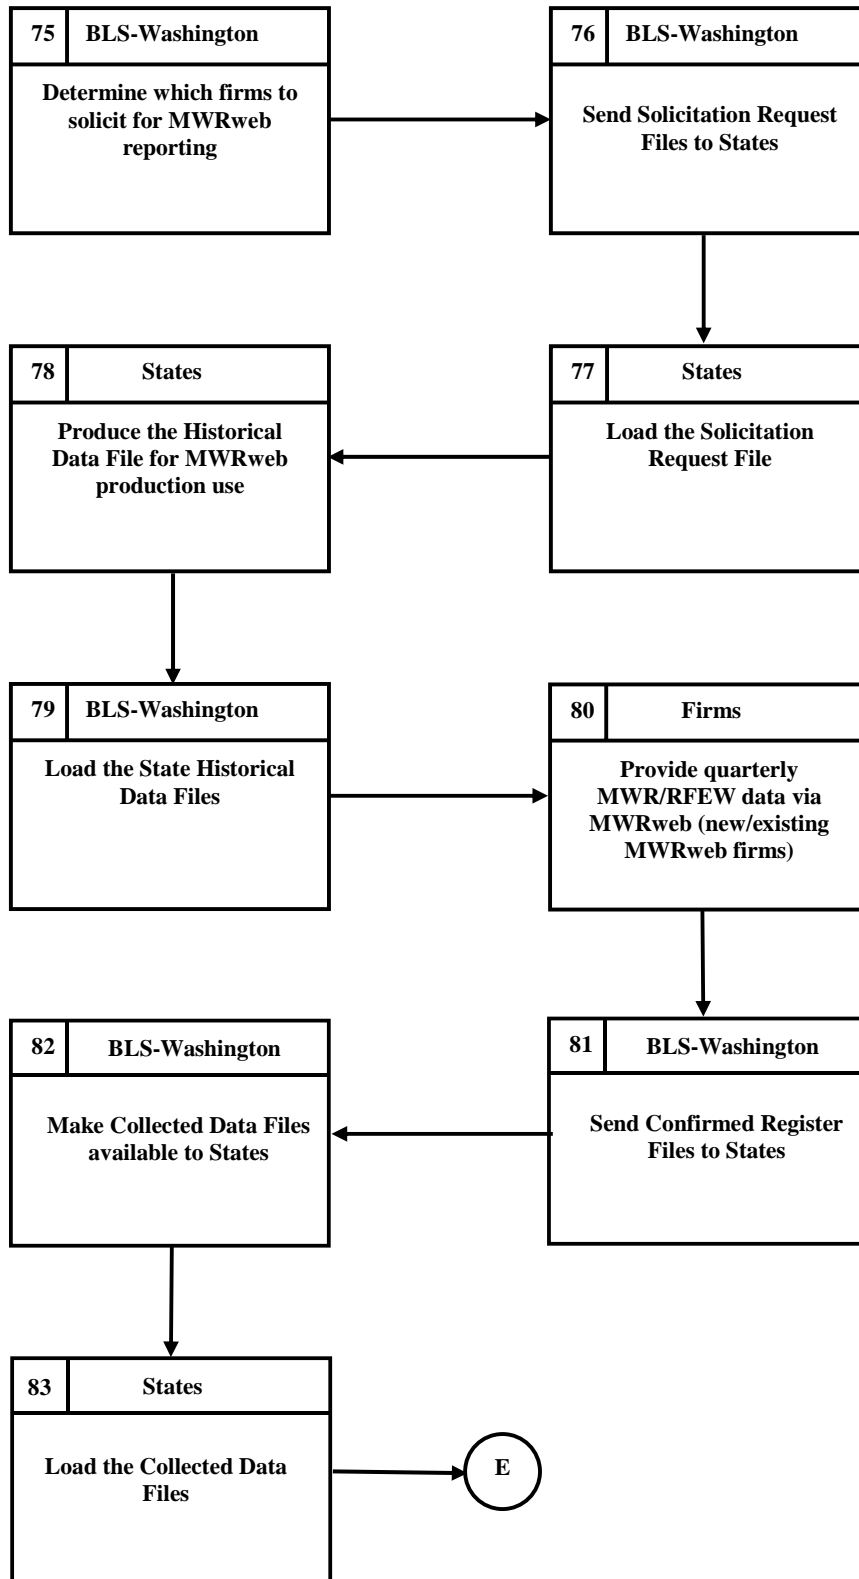 75 BLS-Washington
Determine which firms to
solicit for MWRweb
reporting
76 BLS-Washington
Send Solicitation Request
Files to States
78 States
Produce the Historical
Data File for MWRweb
production use
77 States
Load the Solicitation
Request File
79 BLS-Washington
Load the State Historical
Data Files
80 Firms
Provide quarterly
MWR/RFEW data via
MWRweb (new/existing
MWRweb firms)
82 BLS-Washington
Make Collected Data Files
available to States
81 BLS-Washington
Send Confirmed Register
Files to States
83 States
Load the Collected Data
Files
E